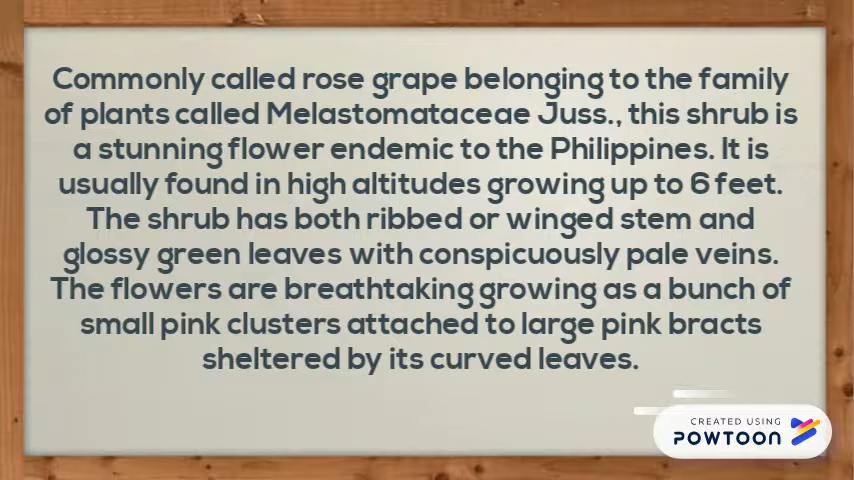 Commonly called rose grape belonging to the family
of plants called Melastomataceae Juss., this shrub is
a stunning flower endemic to the Philippines. It is
usually found in high altitudes growing up to 6 feet.
The shrub has both ribbed or winged stem and
glossy green leaves with conspicuously pale veins.
The flowers are breathtaking growing as a bunch of
small pink clusters attached to large pink bracts
sheltered by its curved leaves.
CREATED USING
POWTOON